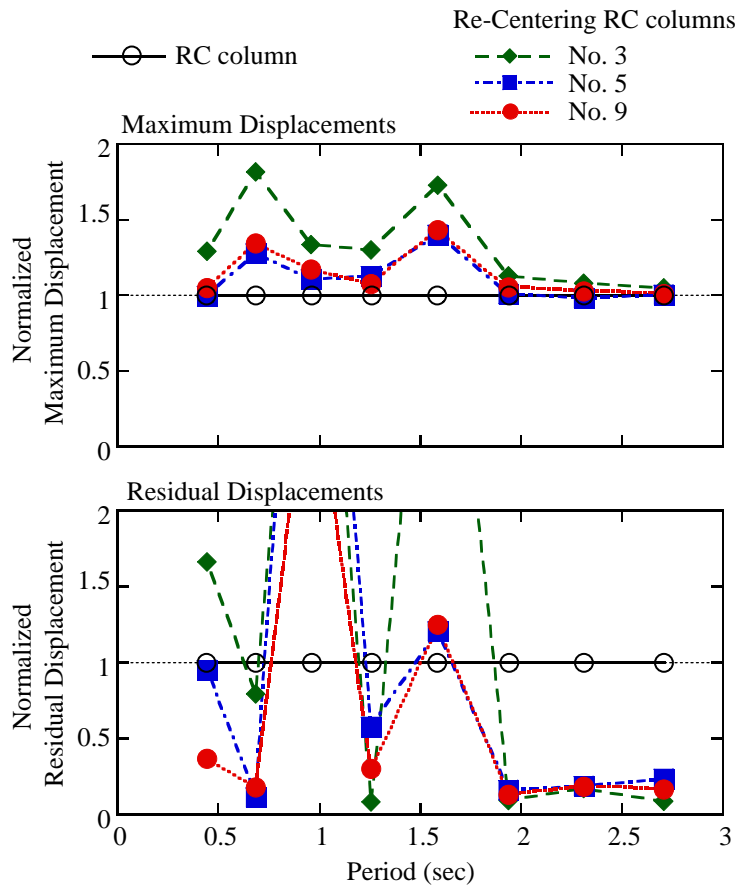 Re-Centering RC columns
RC column
No. 3
No. 5
No. 9
Maximum Displacements
Normalized
Maximum Displacement
2
1.5
1
0.5
0
Residual Displacements
Normalized
Residual Displacement
2
1.5
1
0.5
0
0 0.5 1 1.5 2 2.5 3
Period (sec)